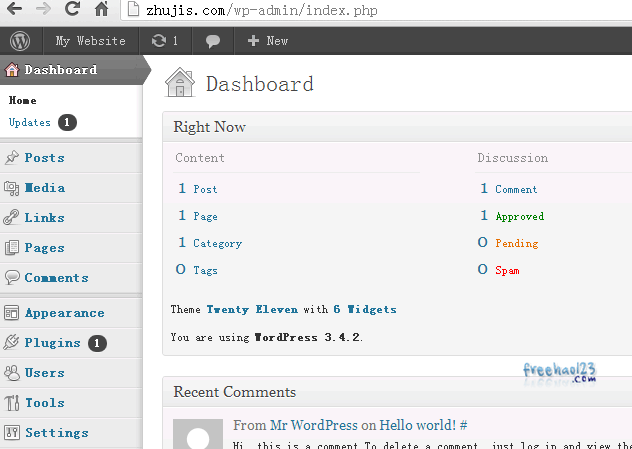 zhujis.com/wp-admin/index.php
My Website 1 + New
Dashboard
Home
Updates 1
Posts
Media
Links
Pages
Comments
Appearance
Plugins 1
Users
Tools
Settings
Dashboard
Right Now
Content Discussion
1 Post 1 Comment
1 Page 1 Approved
1 Category 0 Pending
0 Tags 0 Spam
Theme Twenty Eleven with 6 Widgets
You are using WordPress 3.4.2.
freehao123
.com
Recent Comments
From Mr WordPress on Hello world! #
Hi, this is a comment.To delete a comment, just log in and view the